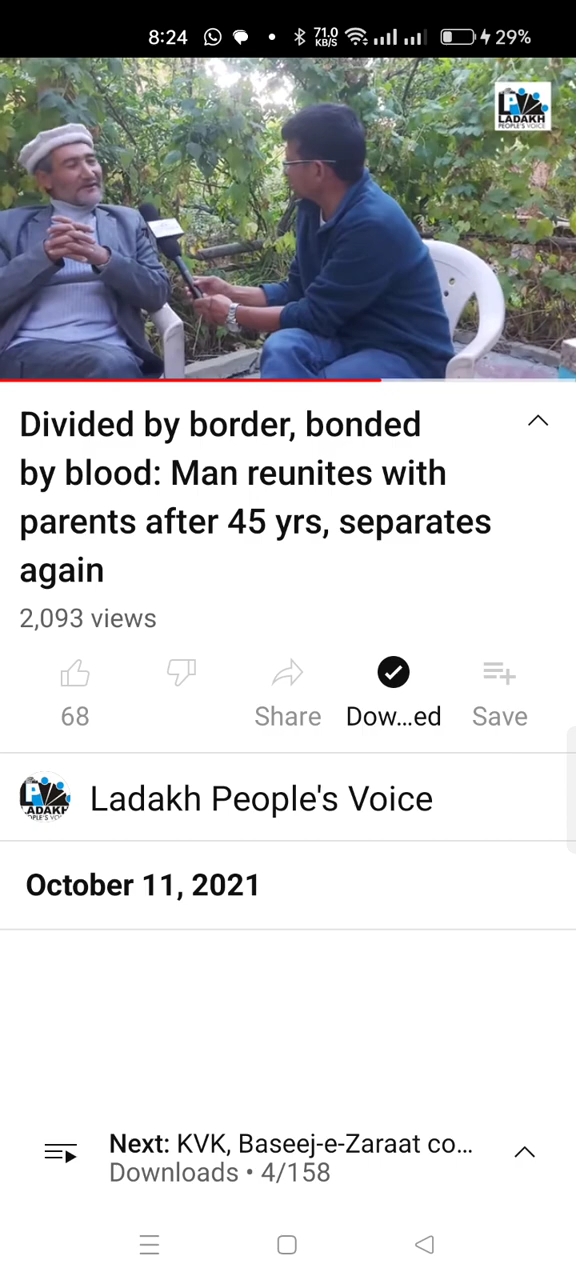 8:24 71.0 KB/S 29%
P
LADAKH
PEOPLE'S VOICE
Divided by border, bonded
by blood: Man reunites with
parents after 45 yrs, separates
again
2,093 views
68 Share Dow...ed Save
Ladakh People's Voice
October 11, 2021
Next: KVK, Baseej-e-Zaraat co...
Downloads • 4/158